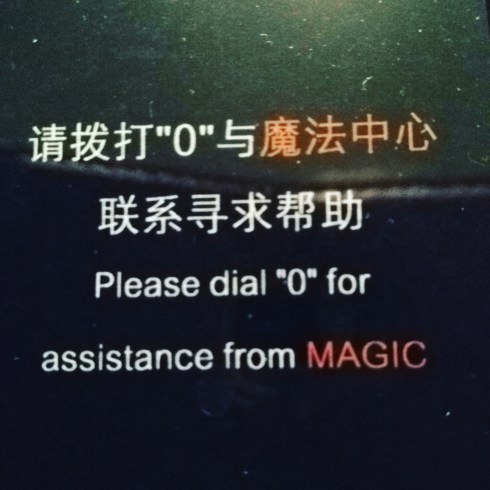 请拨打"0"与魔法中心
联系寻求帮助
Please dial "0" for
assistance from MAGIC